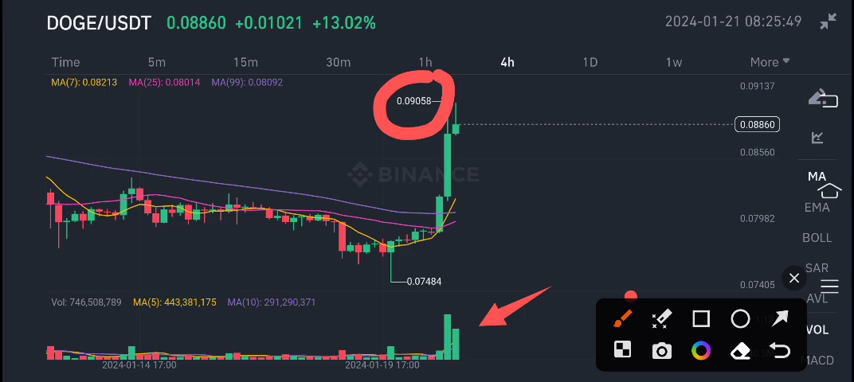 DOGE/USDT 0.08860 +0.01021 +13.02% 2024-01-21 08:25:49
Time 5m 15m 30m 1h 4h 1D 1w More
MA(7): 0.08213 MA(25): 0.08014 MA(99): 0.08092
0.09137
0.09058
0.08860
0.08560
BINANCE
MA
EMA
0.07982
BOLL
SAR
0.07484
0.07405
AVL
Vol: 746,508,789 MA(5): 443,381,175 MA(10): 291,290,371
VOL
MACD
2024-01-14 17:00 2024-01-19 17:00